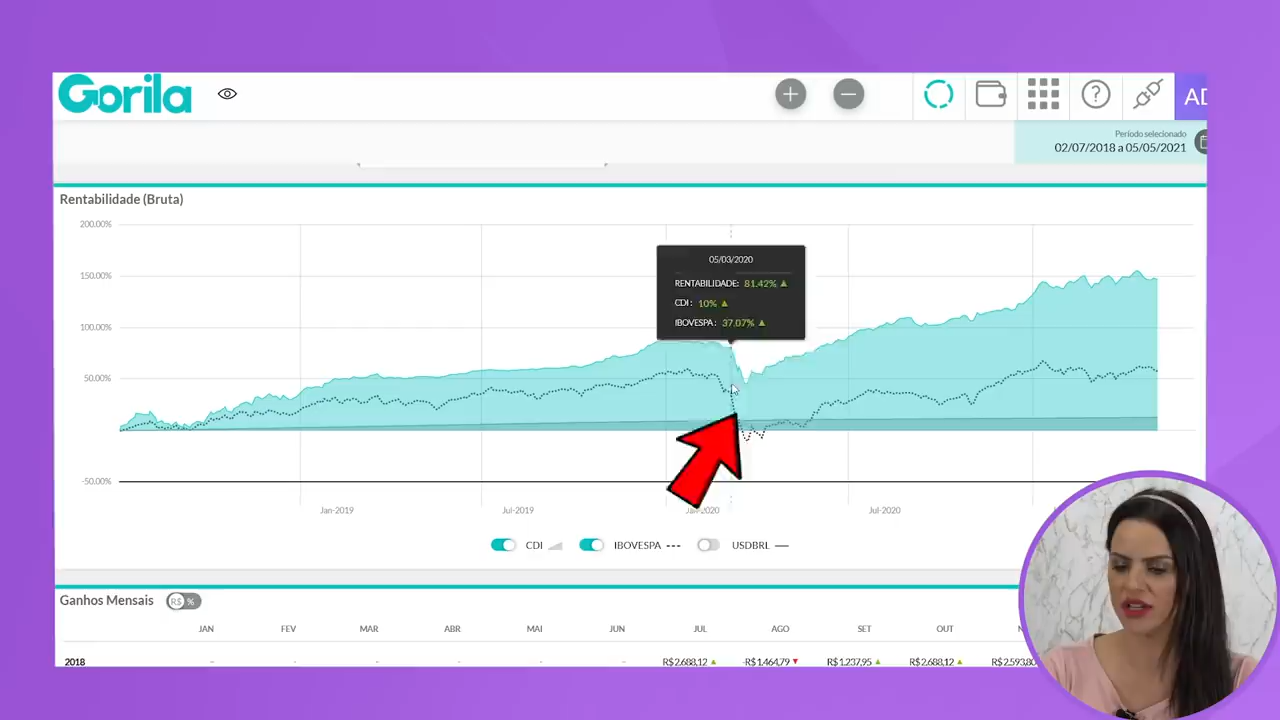 Gorila
AD
Período selecionado
02/07/2018 a 05/05/2021
Rentabilidade (Bruta)
200.00%
150.00%
100.00%
50.00%
-50.00%
05/03/2020
RENTABILIDADE: 81.42%
CDI: 10%
IBOVESPA: 37.07%
Jan-2019
Jul-2019
Jan-2020
Jul-2020
CDI
IBOVESPA
USDBRL
Ganhos Mensais
R$ %
JAN FEV MAR ABR MAI JUN JUL AGO SET OUT
2018 - - - - - - R$2.688,12 -R$1.464,79 R$1.237,95 R$2.688,12